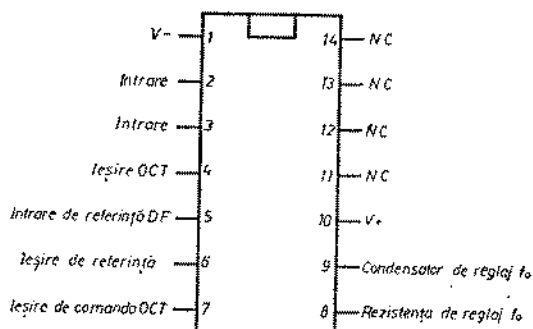 V- 1
Intrare 2
Intrare 3
Ieșire OCT 4
Intrare de referință DF 5
Ieșire de referință 6
Ieșire de comandă OCT 7
14 NC
13 NC
12 NC
11 NC
10 V+
9 Condensator de reglaj f₀
8 Rezistența de reglaj f₀